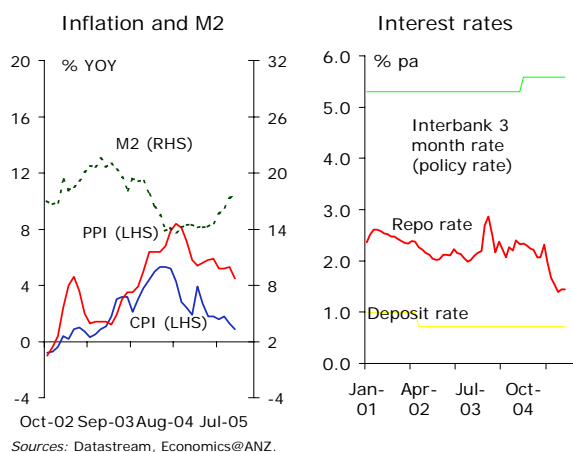 Inflation and M2
% YOY
20
16
12
8
4
0
-4
32
26
20
14
8
2
-4
M2 (RHS)
PPI (LHS)
CPI (LHS)
Oct-02 Sep-03 Aug-04 Jul-05
Sources: Datastream, Economics@ANZ.
Interest rates
% pa
6.0
5.0
4.0
3.0
2.0
1.0
0.0
Interbank 3
month rate
(policy rate)
Repo rate
Deposit rate
Jan- Apr- Jul- Oct-
01 02 03 04